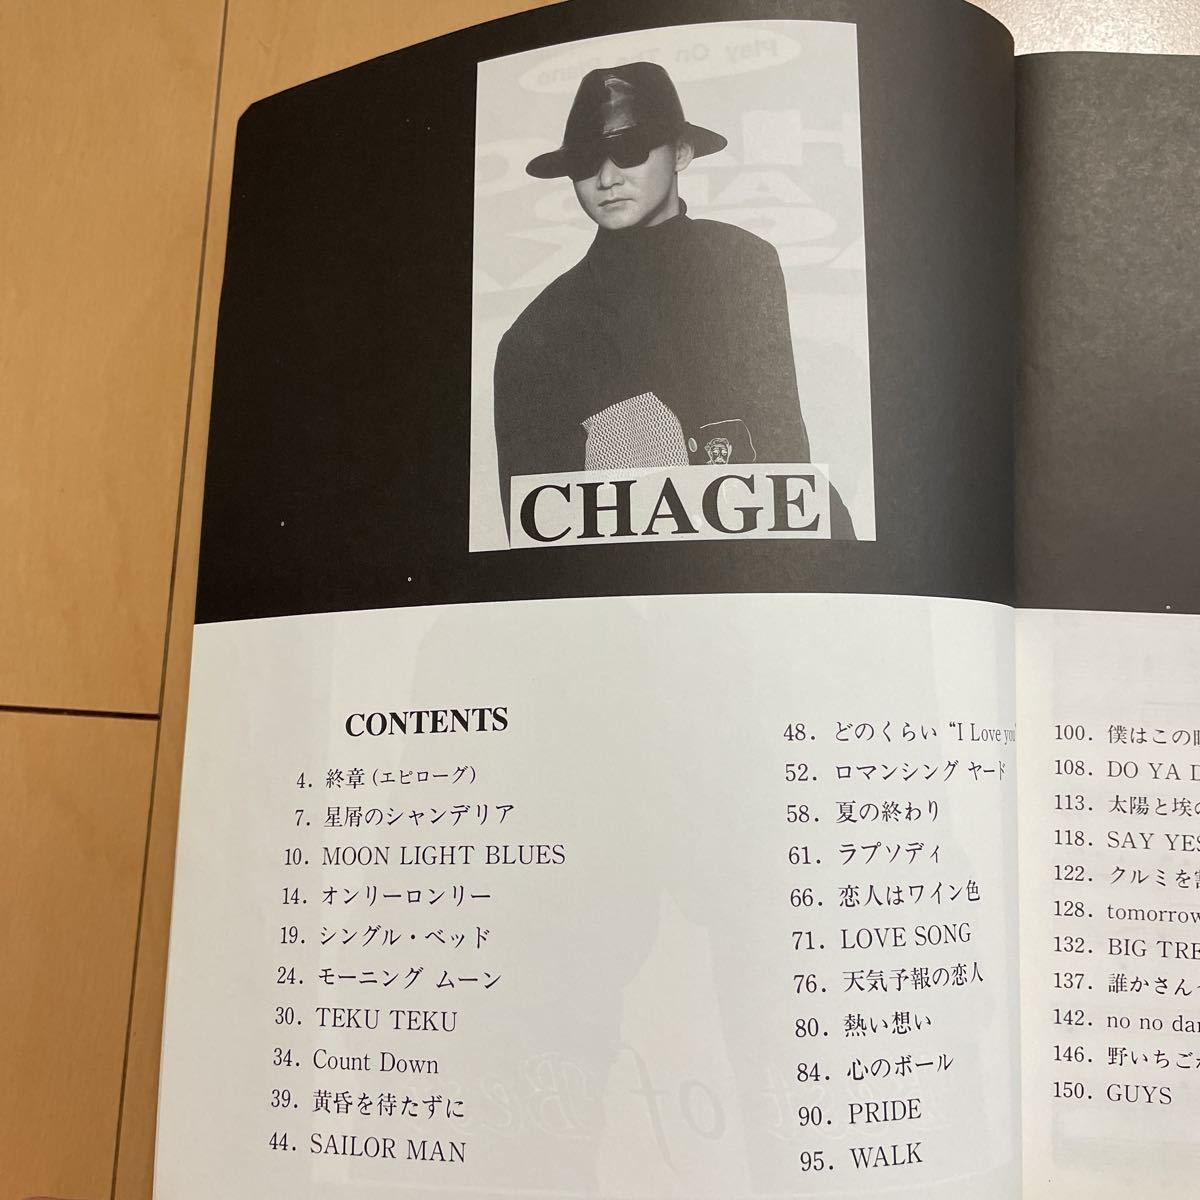 CHAGE
CONTENTS
4. 終章 (エピローグ)
7. 星屑のシャンデリア
10. MOON LIGHT BLUES
14. オンリーロンリー
19. シングル・ベッド
24. モーニング ムーン
30. TEKU TEKU
34. Count Down
39. 黄昏を待たずに
44. SAILOR MAN
48. どのくらい “I Love you
52. ロマンシング ヤード
58. 夏の終わり
61. ラプソディ
66. 恋人はワイン色
71. LOVE SONG
76. 天気予報の恋人
80. 熱い想い
84. 心のボール
90. PRIDE
95. WALK
100. 僕はこの
108. DO YA D
113. 太陽と埃の
118. SAY YES
122. クルミを
128. tomorrow
132. BIG TRE
137. 誰かさん
142. no no dar
146. 野いちご
150. GUYS